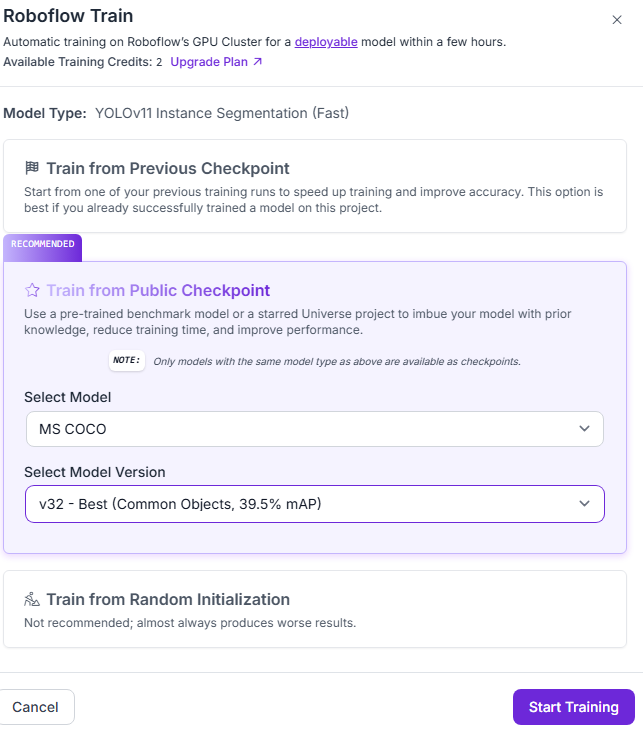 Roboflow Train
Automatic training on Roboflow's GPU Cluster for a deployable model within a few hours.
Available Training Credits: 2 Upgrade Plan ↗
Model Type: YOLOv11 Instance Segmentation (Fast)
Train from Previous Checkpoint
Start from one of your previous training runs to speed up training and improve accuracy. This option is
best if you already successfully trained a model on this project.
RECOMMENDED
Train from Public Checkpoint
Use a pre-trained benchmark model or a starred Universe project to imbue your model with prior
knowledge, reduce training time, and improve performance.
NOTE: Only models with the same model type as above are available as checkpoints.
Select Model
MS COCO
Select Model Version
v32 - Best (Common Objects, 39.5% mAP)
Train from Random Initialization
Not recommended; almost always produces worse results.
Cancel Start Training